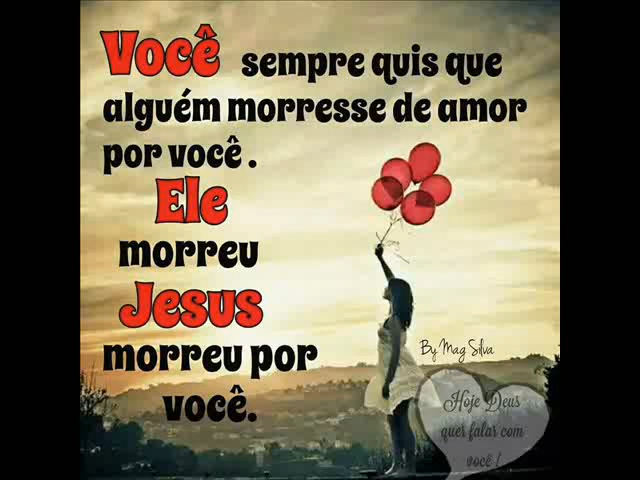 Você sempre quis que
alguém morresse de amor
por você .
Ele
morreu
Jesus
morreu por
você.
By Mag Silva
Hoje Deus
quer falar com
você !